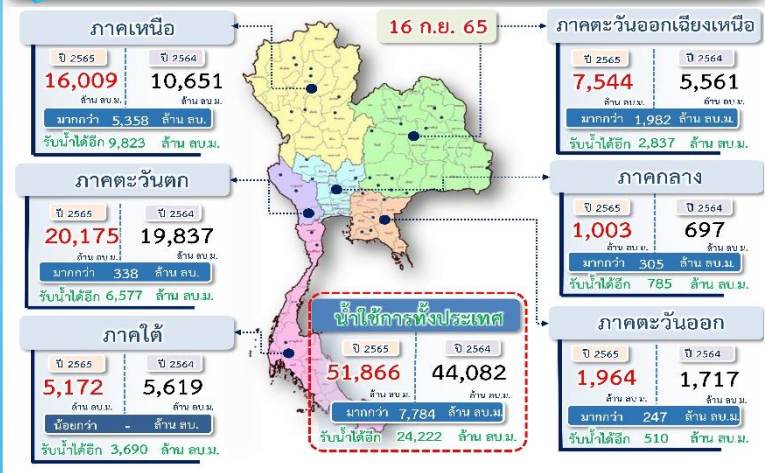 ภาคเหนือ
ปี 2565 ปี 2564
16,009 10,651
ล้าน ลบ.ม. ล้าน ลบ.ม.
มากกว่า 5,358 ล้าน ลบ.
รับน้ำได้อีก 9,823 ล้าน ลบ.ม.
16 ก.ย. 65
ภาคตะวันออกเฉียงเหนือ
ปี 2565 ปี 2564
7,544 5,561
ล้าน ลบ.ม. ล้าน ลบ.ม.
มากกว่า 1,982 ล้าน ลบ.ม.
รับน้ำได้อีก 2,837 ล้าน ลบ.ม.
ภาคตะวันตก
ปี 2565 ปี 2564
20,175 19,837
ล้าน ลบ.ม. ล้าน ลบ.ม.
มากกว่า 338 ล้าน ลบ.
รับน้ำได้อีก 6,577 ล้าน ลบ.ม.
ภาคกลาง
ปี 2565 ปี 2564
1,003 697
ล้าน ลบ.ม. ล้าน ลบ.ม.
มากกว่า 305 ล้าน ลบ.ม.
รับน้ำได้อีก 785 ล้าน ลบ.ม.
ภาคใต้
ปี 2565 ปี 2564
5,172 5,619
ล้าน ลบ.ม. ล้าน ลบ.ม.
น้อยกว่า - ล้าน ลบ.
รับน้ำได้อีก 3,690 ล้าน ลบ.ม.
น้ำใช้การทั้งประเทศ
ปี 2565 ปี 2564
51,866 44,082
ล้าน ลบ.ม. ล้าน ลบ.ม.
มากกว่า 7,784 ล้าน ลบ.ม.
รับน้ำได้อีก 24,222 ล้าน ลบ.ม.
ภาคตะวันออก
ปี 2565 ปี 2564
1,964 1,717
ล้าน ลบ.ม. ล้าน ลบ.ม.
มากกว่า 247 ล้าน ลบ.ม.
รับน้ำได้อีก 510 ล้าน ลบ.ม.